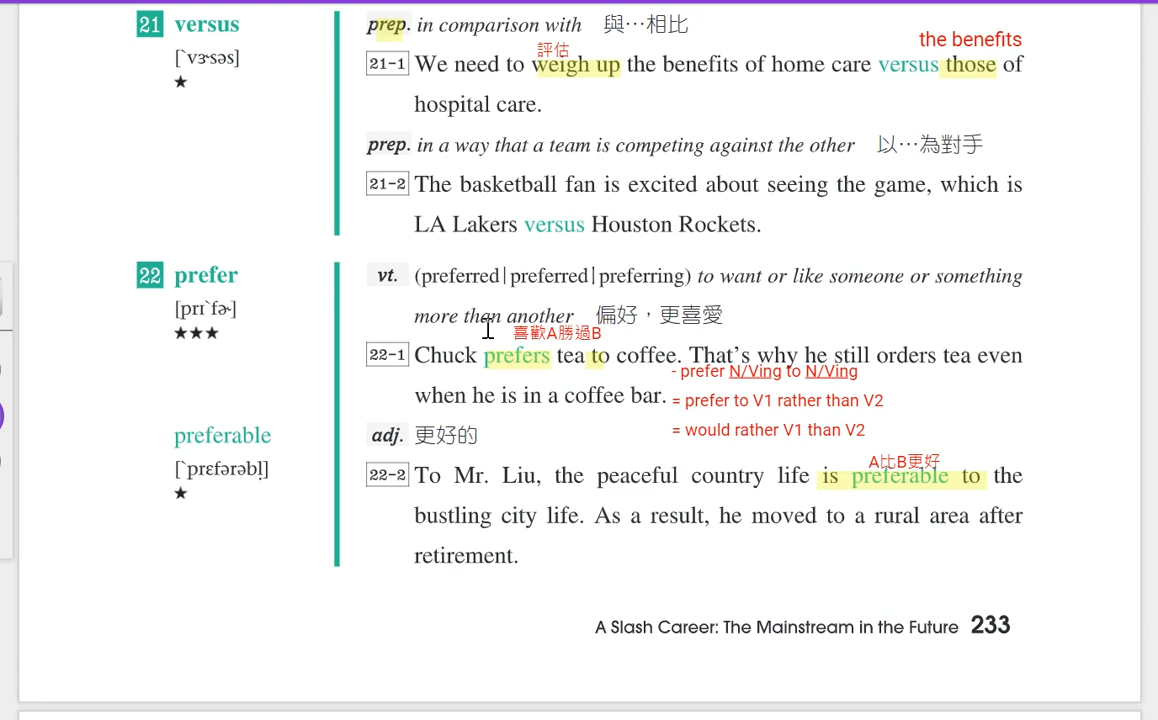 21 versus
[ˋvɝsəs]
★
prep. in comparison with 與…相比
評估
the benefits
21-1 We need to weigh up the benefits of home care versus those of
hospital care.
prep. in a way that a team is competing against the other 以…為對手
21-2 The basketball fan is excited about seeing the game, which is
LA Lakers versus Houston Rockets.
22 prefer
[prɪˋfɚ]
★★★
vt. (preferred|preferred|preferring) to want or like someone or something
more than another 偏好，更喜愛
喜歡A勝過B
22-1 Chuck prefers tea to coffee. That's why he still orders tea even
- prefer N/Ving to N/Ving
when he is in a coffee bar.
= prefer to V1 rather than V2
= would rather V1 than V2
preferable
[ˋprɛfərəbḷ]
★
adj. 更好的
A比B更好
22-2 To Mr. Liu, the peaceful country life is preferable to the
bustling city life. As a result, he moved to a rural area after
retirement.
A Slash Career: The Mainstream in the Future 233